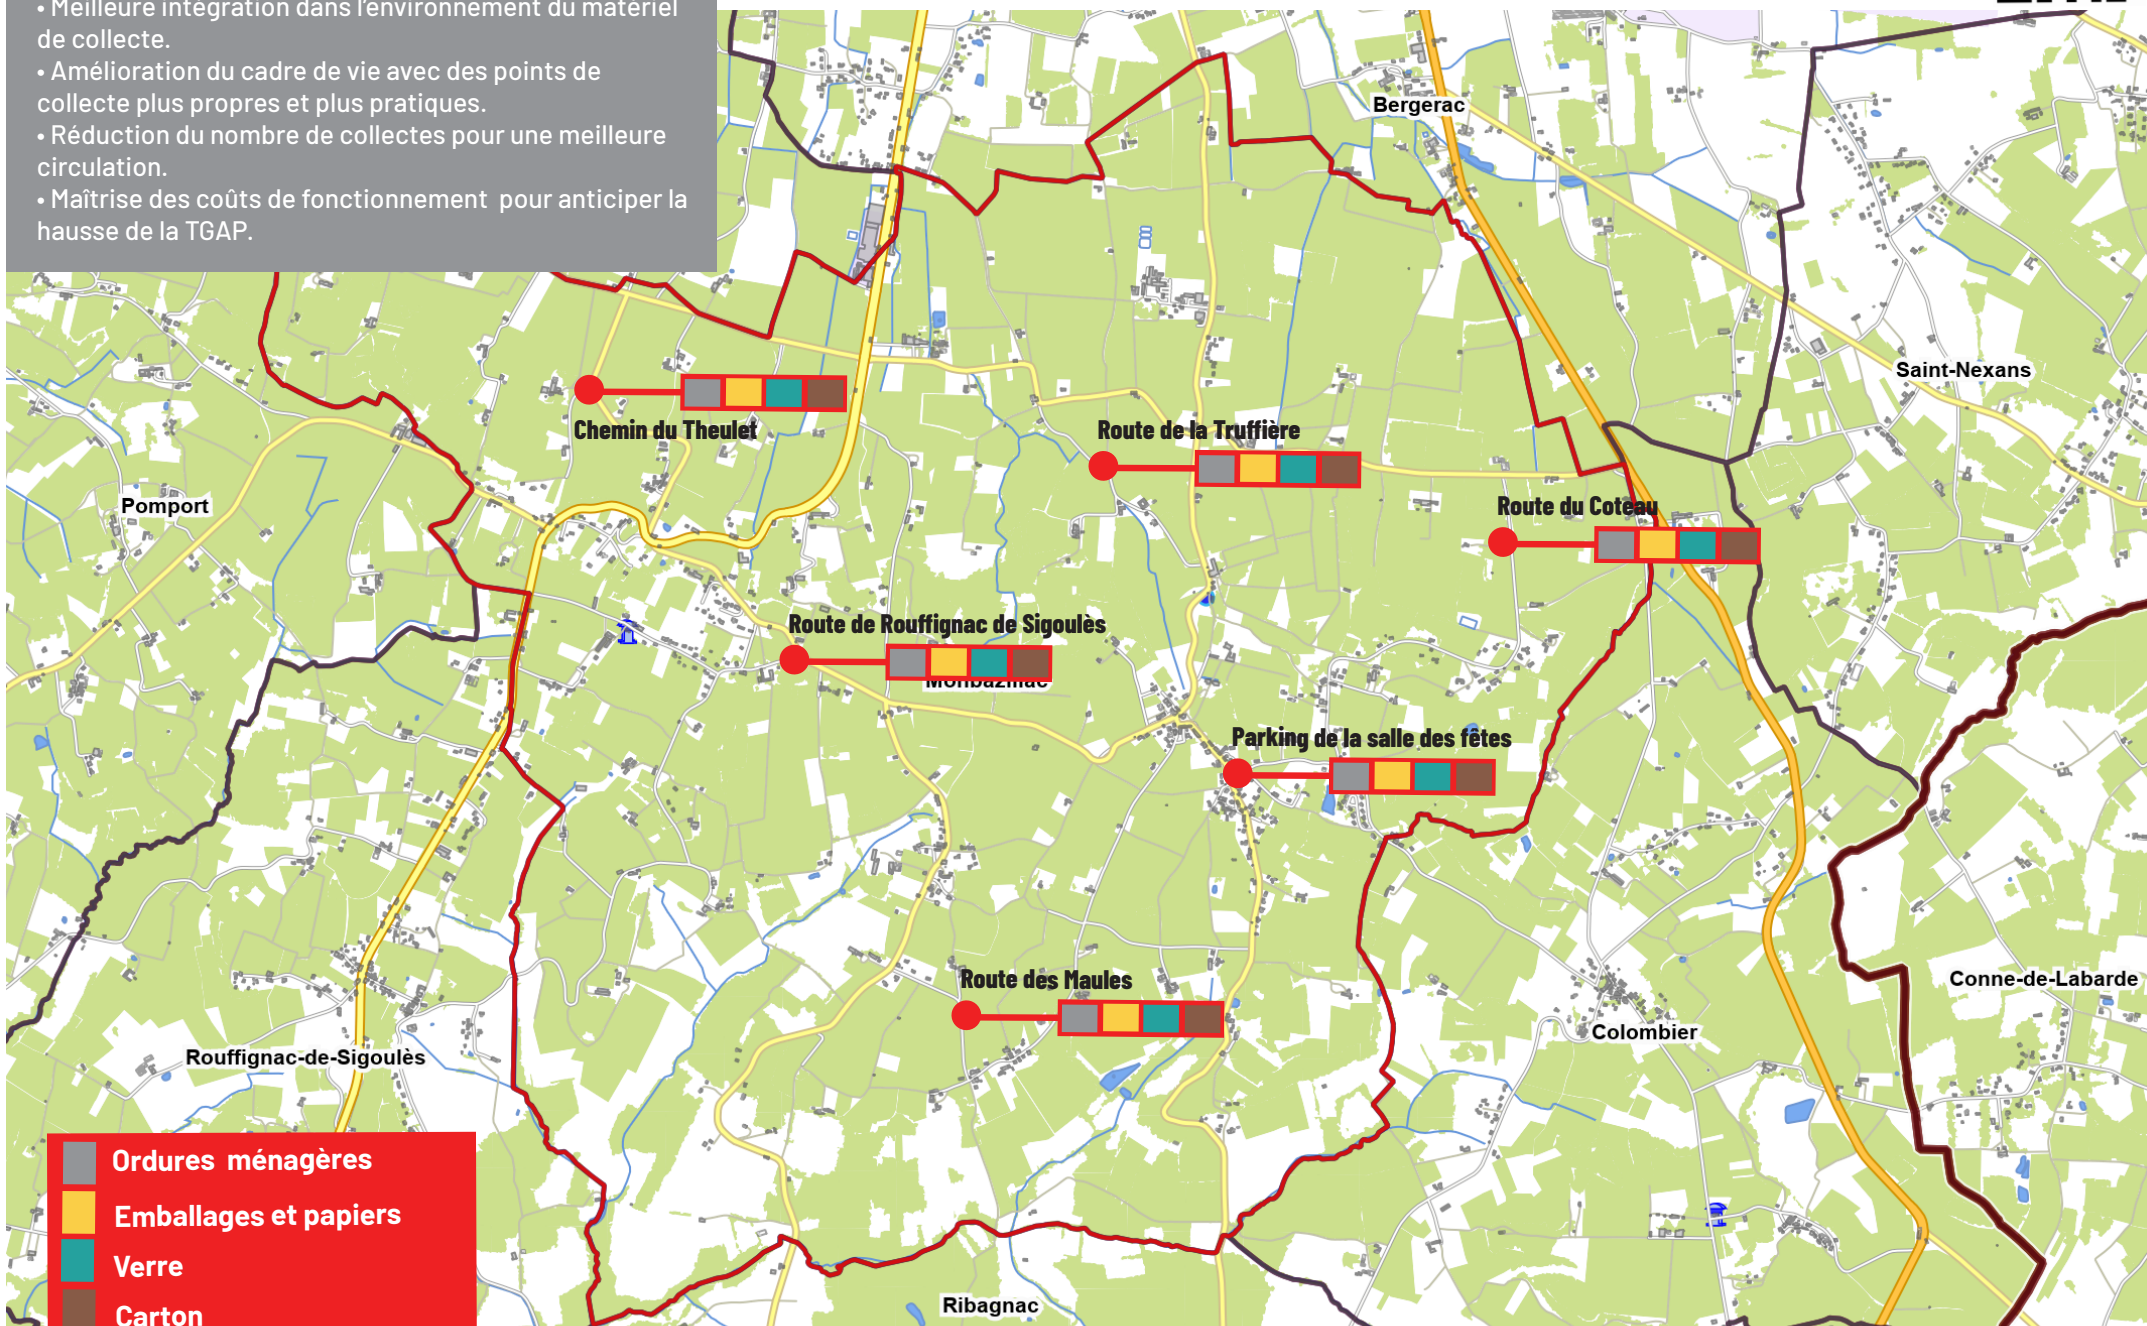 • Meilleure intégration dans l'environnement du matériel
de collecte.
• Amélioration du cadre de vie avec des points de
collecte plus propres et plus pratiques.
• Réduction du nombre de collectes pour une meilleure
circulation.
• Maîtrise des coûts de fonctionnement pour anticiper la
hausse de la TGAP.
Bergerac
Saint-Nexans
Chemin du Theulet
Route de la Truffière
Pomport
Route du Coteau
Route de Rouffignac de Sigoulès
Monbazillac
Parking de la salle des fêtes
Route des Maules
Conne-de-Labarde
Colombier
Rouffignac-de-Sigoulès
Ribagnac
Ordures ménagères
Emballages et papiers
Verre
Carton